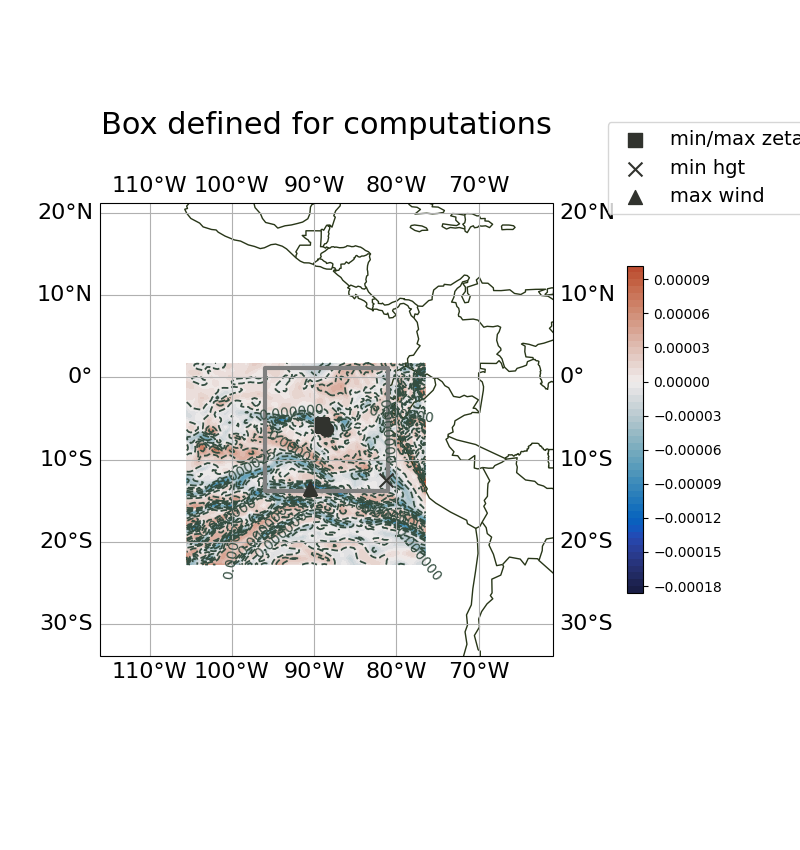 Box defined for computations
min/max zeta
min hgt
max wind
110°W 100°W 90°W 80°W 70°W
20°N 20°N
10°N 10°N
0° 0°
10°S 10°S
20°S 20°S
30°S 30°S
110°W 100°W 90°W 80°W 70°W
0.00009
0.00006
0.00003
0.00000
−0.00003
−0.00006
−0.00009
−0.00012
−0.00015
−0.00018